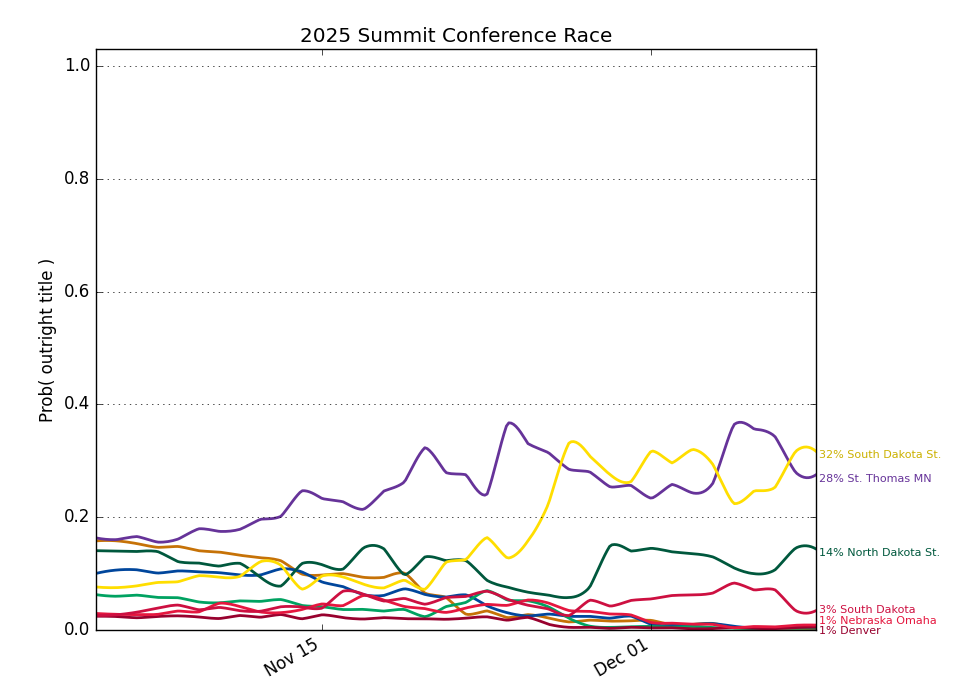 2025 Summit Conference Race
Prob( outright title )
1.0
0.8
0.6
0.4
0.2
0.0
Nov 15
Dec 01
32% South Dakota St.
28% St. Thomas MN
14% North Dakota St.
3% South Dakota
1% Nebraska Omaha
1% Denver